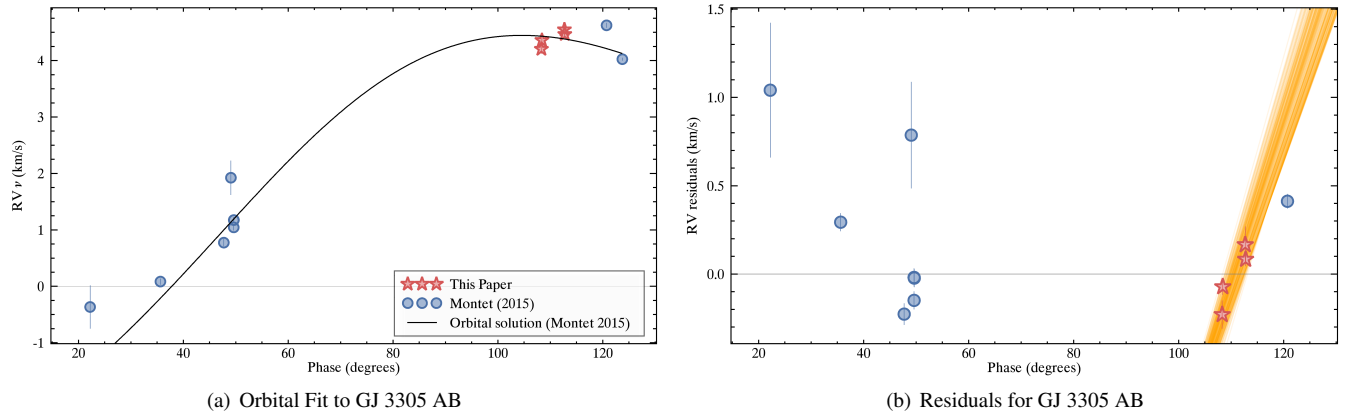 RV ν (km/s)
4
3
2
1
0
-1
20
40
60
80
100
120
Phase (degrees)
This Paper
Montet (2015)
Orbital solution (Montet 2015)
(a) Orbital Fit to GJ 3305 AB
RV residuals (km/s)
1.5
1.0
0.5
0.0
20
40
60
80
100
120
Phase (degrees)
(b) Residuals for GJ 3305 AB